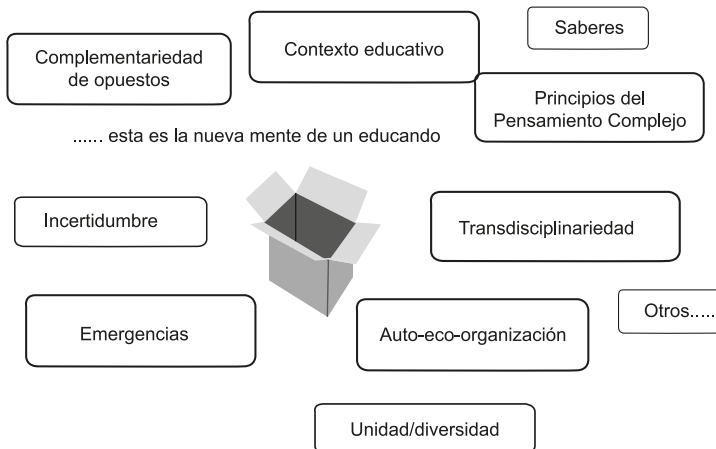 Saberes
Contexto educativo
Complementariedad
de opuestos
Principios del
Pensamiento Complejo
...... esta es la nueva mente de un educando
Incertidumbre
Transdisciplinariedad
Otros.....
Emergencias
Auto-eco-organización
Unidad/diversidad